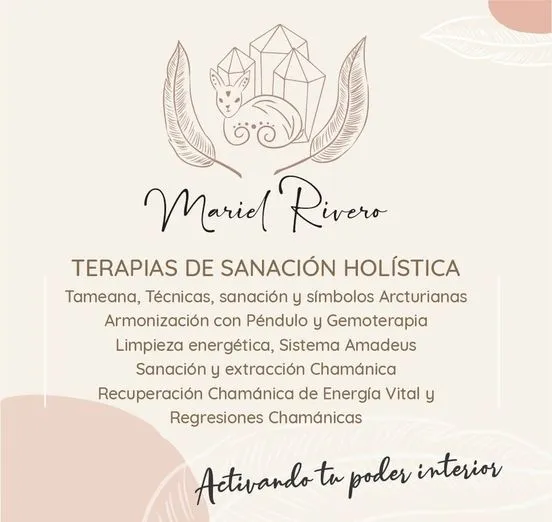 Mariel Rivero
TERAPIAS DE SANACIÓN HOLÍSTICA
Tameana, Técnicas, sanación y símbolos Arcturianas
Armonización con Péndulo y Gemoterapia
Limpieza energética, Sistema Amadeus
Sanación y extracción Chamánica
Recuperación Chamánica de Energía Vital y
Regresiones Chamánicas
Activando tu poder interior